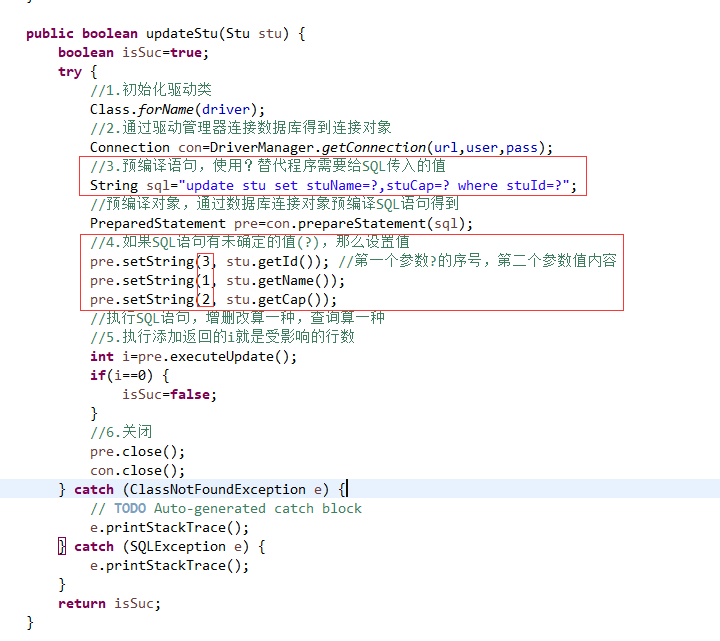 }
public boolean updateStu(Stu stu) {
boolean isSuc=true;
try {
//1.初始化驱动类
Class.forName(driver);
//2.通过驱动管理器连接数据库得到连接对象
Connection con=DriverManager.getConnection(url,user,pass);
//3.预编译语句，使用？替代程序需要给SQL传入的值
String sql="update stu set stuName=?,stuCap=? where stuId=?";
//预编译对象，通过数据库连接对象预编译SQL语句得到
PreparedStatement pre=con.prepareStatement(sql);
//4.如果SQL语句有未确定的值(?)，那么设置值
pre.setString(3, stu.getId()); //第一个参数?的序号，第二个参数值内容
pre.setString(1, stu.getName());
pre.setString(2, stu.getCap());
//执行SQL语句，增删改算一种，查询算一种
//5.执行添加返回的i就是受影响的行数
int i=pre.executeUpdate();
if(i==0) {
isSuc=false;
}
//6.关闭
pre.close();
con.close();
} catch (ClassNotFoundException e) {
// TODO Auto-generated catch block
e.printStackTrace();
} catch (SQLException e) {
e.printStackTrace();
}
return isSuc;
}